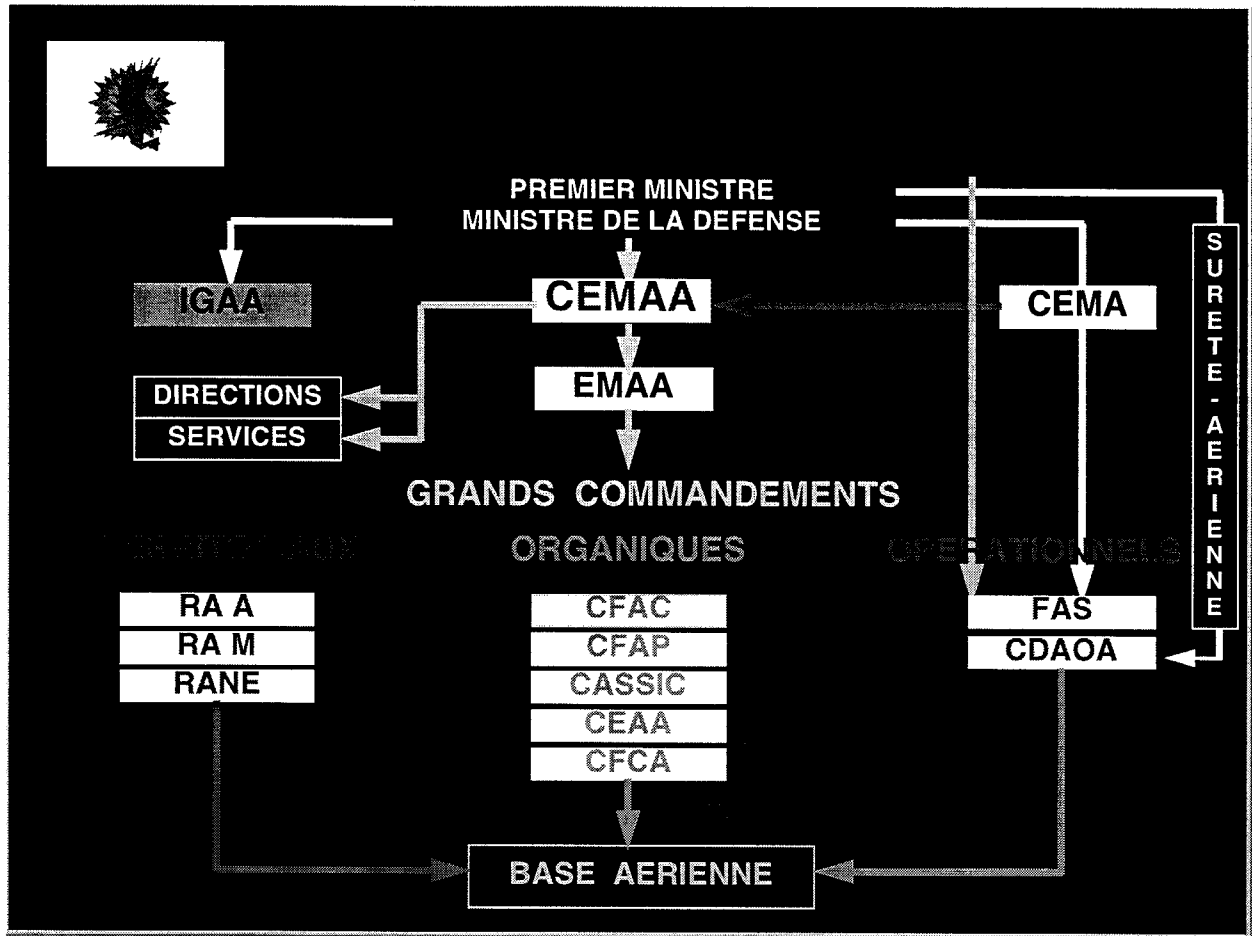 PREMIER MINISTRE
MINISTRE DE LA DEFENSE
IGAA
CEMAA
CEMA
SURETE - AERIENNE
DIRECTIONS
SERVICES
EMAA
GRANDS COMMANDEMENTS
ORGANIQUES
OPERATIONNELS
RA A
RA M
RANE
CFAC
CFAP
CASSIC
CEAA
CFCA
FAS
CDAOA
BASE AERIENNE